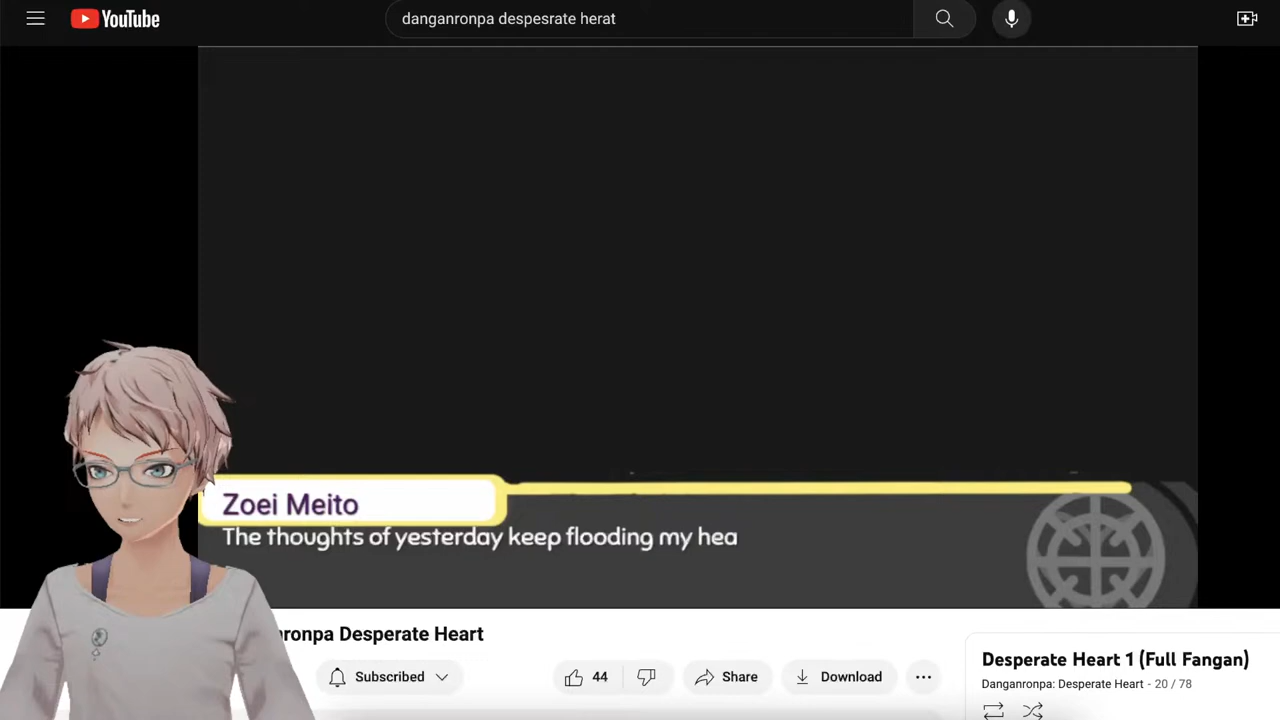 YouTube
danganronpa despesrate herat
Zoei Meito
The thoughts of yesterday keep flooding my hea
nronpa Desperate Heart
Subscribed
44
Share
Download
Desperate Heart 1 (Full Fangan)
Danganronpa: Desperate Heart - 20 / 78